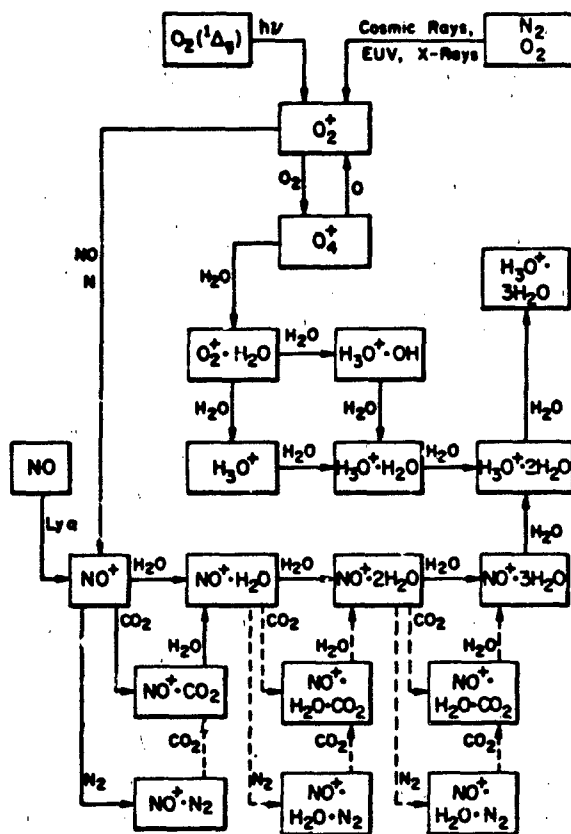 O₂(¹Δg)
hν
Cosmic Rays,
EUV, X-Rays
N₂
O₂
O₂⁺
O₂
O
NO
N
O₄⁺
H₂O
H₃O⁺·
3H₂O
O₂⁺·H₂O
H₂O
H₃O⁺·OH
H₂O
H₂O
H₂O
NO
H₃O⁺
H₂O
H₃O⁺·H₂O
H₂O
H₃O⁺·2H₂O
Ly α
H₂O
NO⁺
H₂O
NO⁺·H₂O
H₂O
NO⁺·2H₂O
H₂O
NO⁺·3H₂O
CO₂
H₂O
CO₂
H₂O
CO₂
H₂O
NO⁺·CO₂
NO⁺·
H₂O·CO₂
NO⁺·
H₂O·CO₂
CO₂
CO₂
CO₂
N₂
NO⁺·N₂
N₂
NO⁺·
H₂O·N₂
N₂
NO⁺·
H₂O·N₂